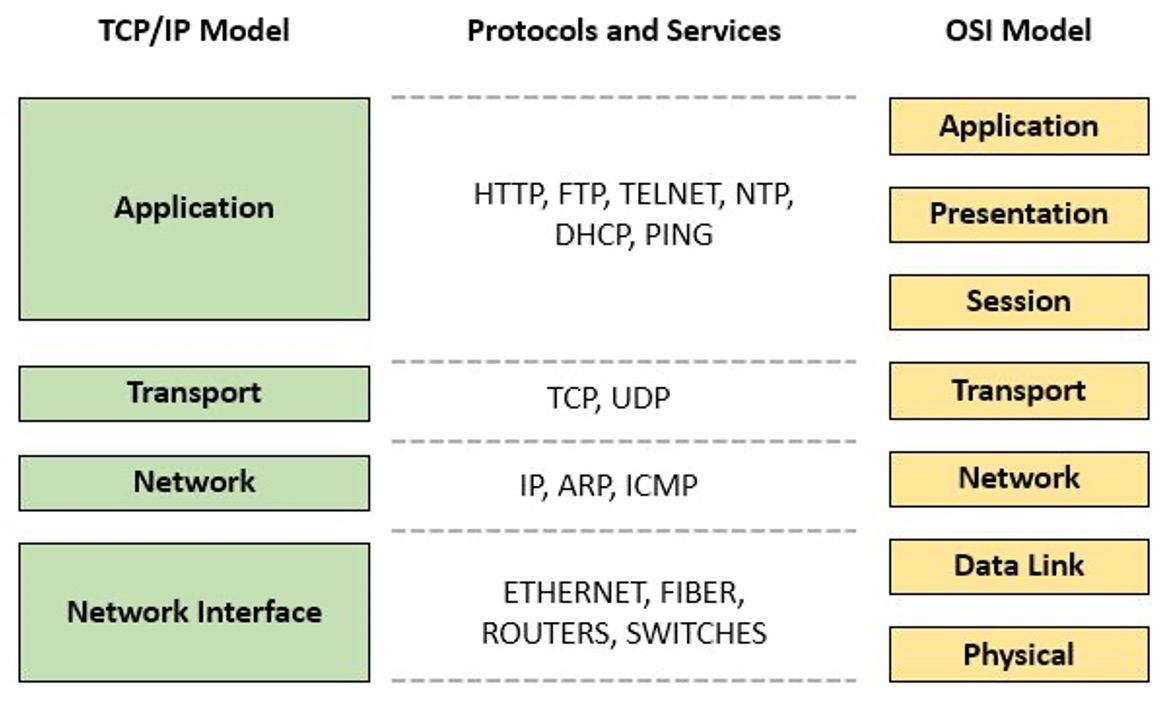 TCP/IP Model
Protocols and Services
OSI Model
Application
HTTP, FTP, TELNET, NTP,
DHCP, PING
Application
Presentation
Session
Transport
TCP, UDP
Transport
Network
IP, ARP, ICMP
Network
Network Interface
ETHERNET, FIBER,
ROUTERS, SWITCHES
Data Link
Physical